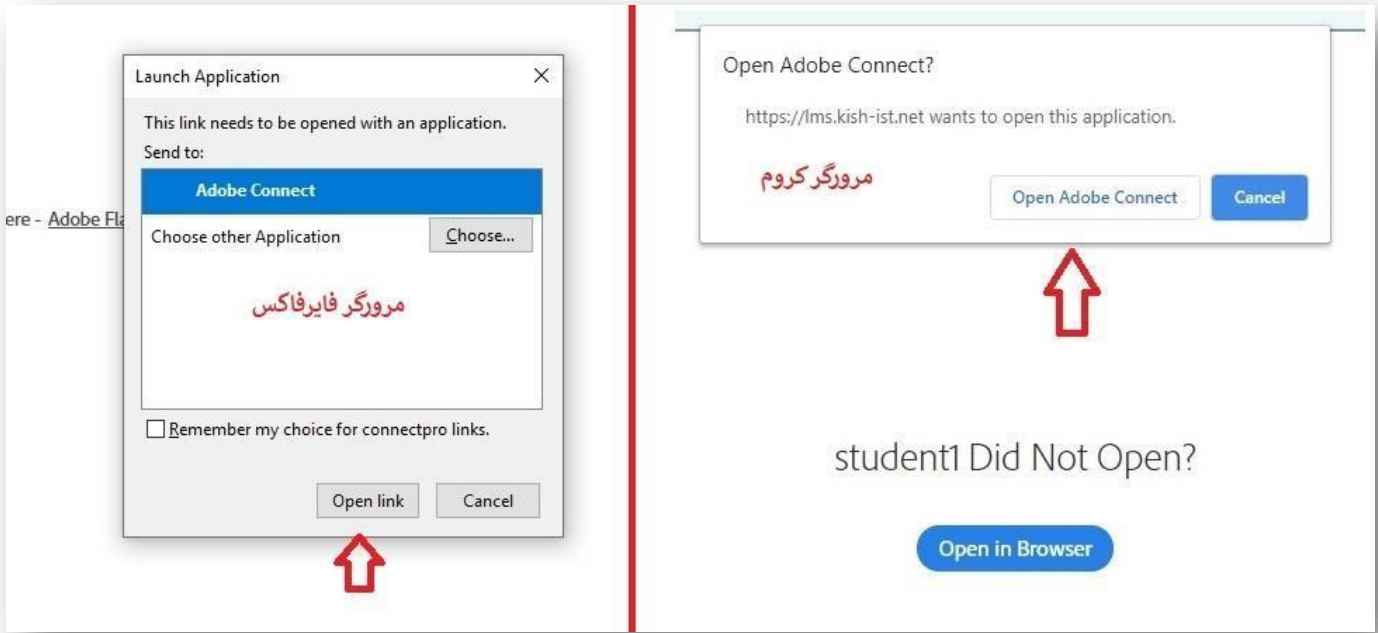 Launch Application
This link needs to be opened with an application.
Send to:
Adobe Connect
ere - Adobe Fla
Choose other Application
Choose...
مرورگر فایرفاکس
Remember my choice for connectpro links.
Open link
Cancel
Open Adobe Connect?
https://lms.kish-ist.net wants to open this application.
مرورگر کروم
Open Adobe Connect
Cancel
student1 Did Not Open?
Open in Browser